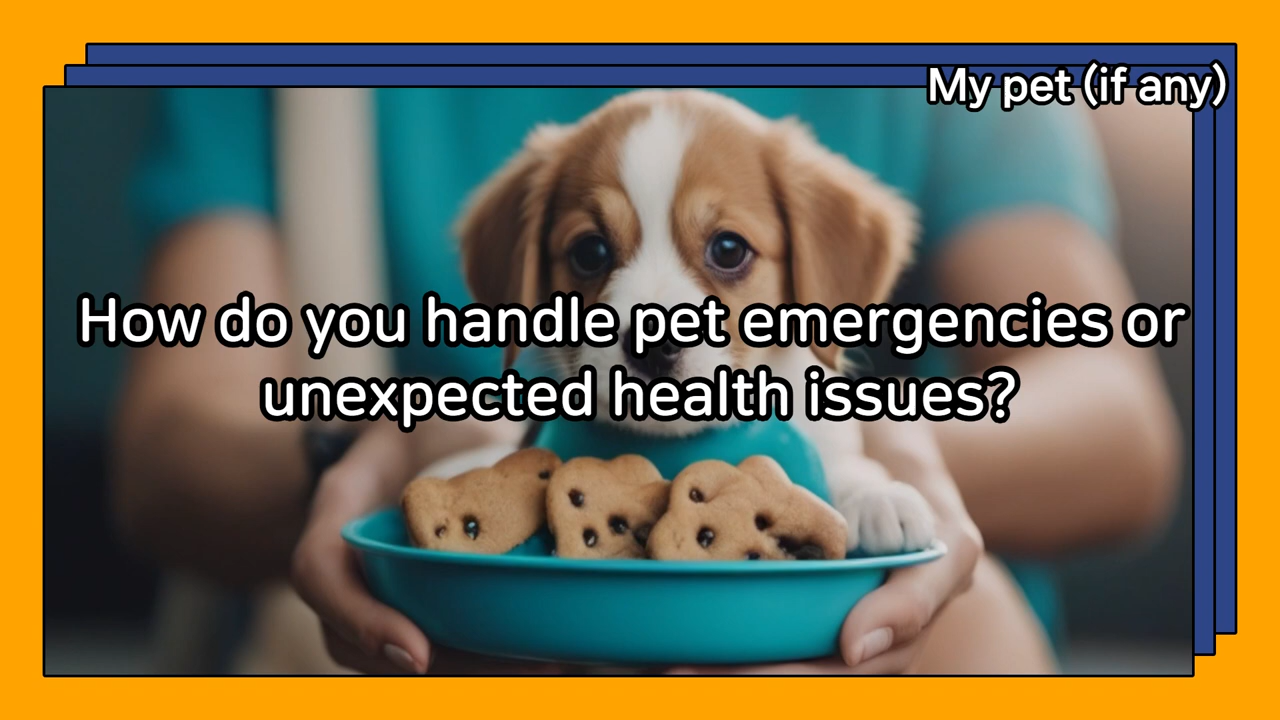 My pet (if any)
How do you handle pet emergencies or
unexpected health issues?